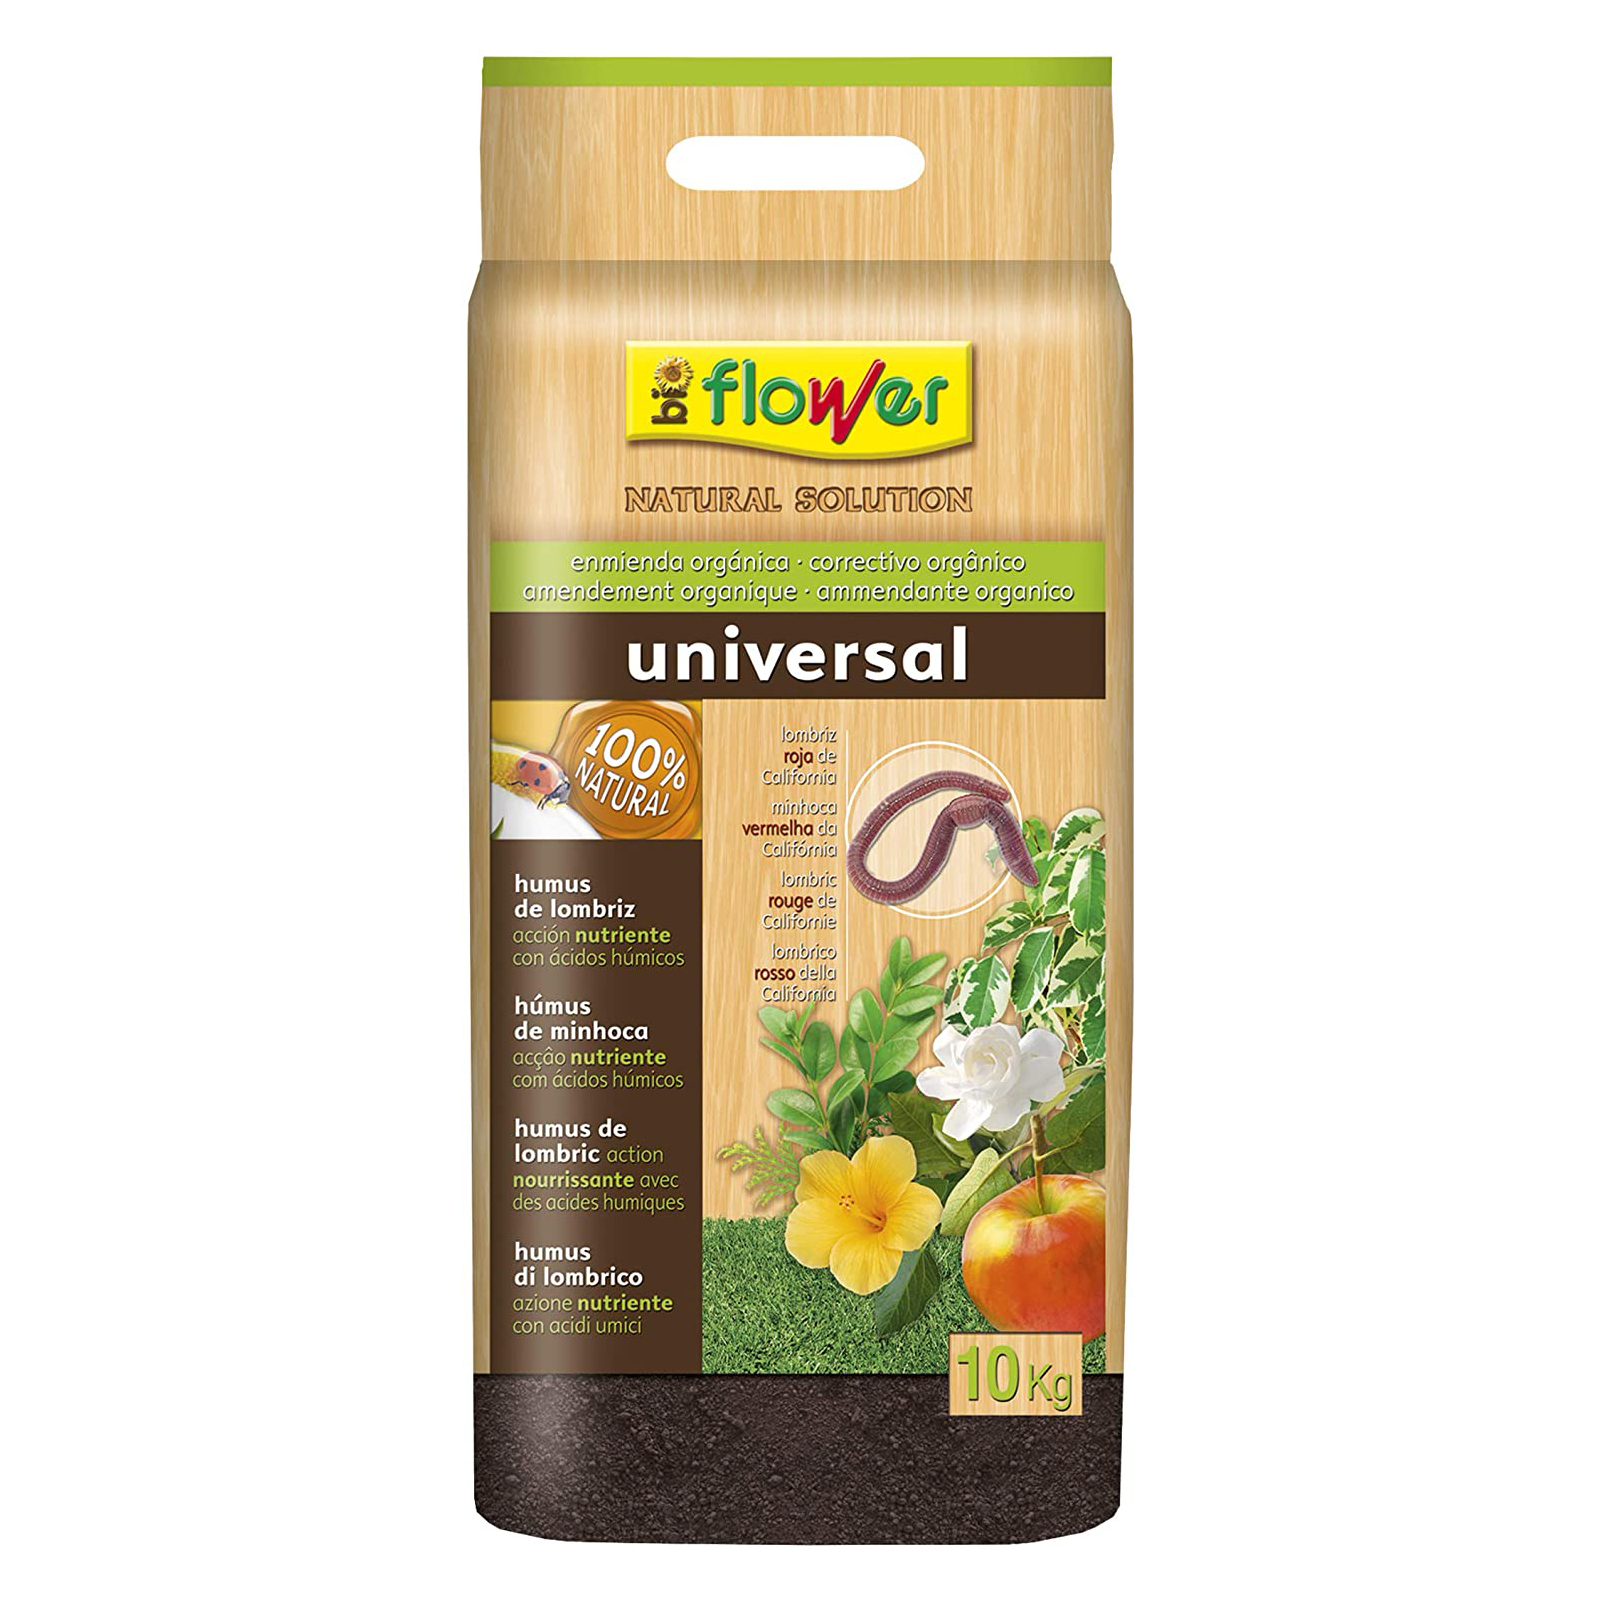 bio flower
NATURAL SOLUTION
enmienda orgánica · correctivo orgânico
amendement organique · ammendante organico
universal
100%
NATURAL
lombriz
roja de
California
minhoca
vermelha da
Califórnia
lombric
rouge de
Californie
lombrico
rosso della
California
humus
de lombriz
acción nutriente
con ácidos húmicos
húmus
de minhoca
acção nutriente
com ácidos húmicos
humus de
lombric action
nourrissante avec
des acides humiques
humus
di lombrico
azione nutriente
con acidi umici
10 Kg